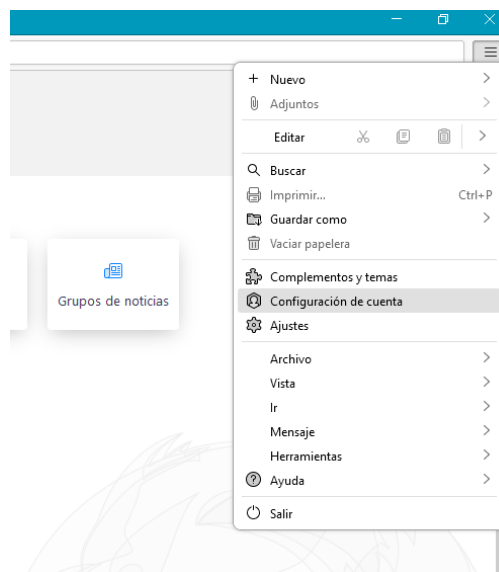 Nuevo
Adjuntos
Editar
Buscar
Imprimir... Ctrl+P
Guardar como
Vaciar papelera
Grupos de noticias
Complementos y temas
Configuración de cuenta
Ajustes
Archivo
Vista
Ir
Mensaje
Herramientas
Ayuda
Salir